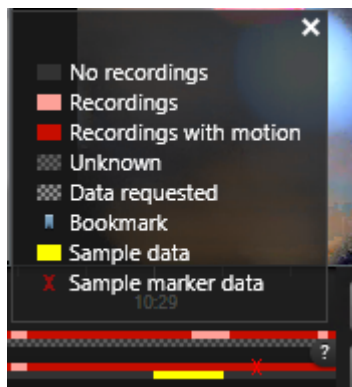 No recordings
Recordings
Recordings with motion
Unknown
Data requested
Bookmark
Sample data
X Sample marker data
10:29
?
X